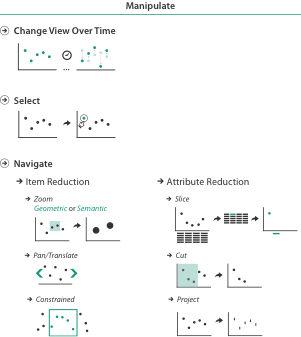 Manipulate
Change View Over Time
...
Select
Navigate
Item Reduction
Zoom
Geometric or Semantic
Pan/Translate
Constrained
Attribute Reduction
Slice
Cut
Project